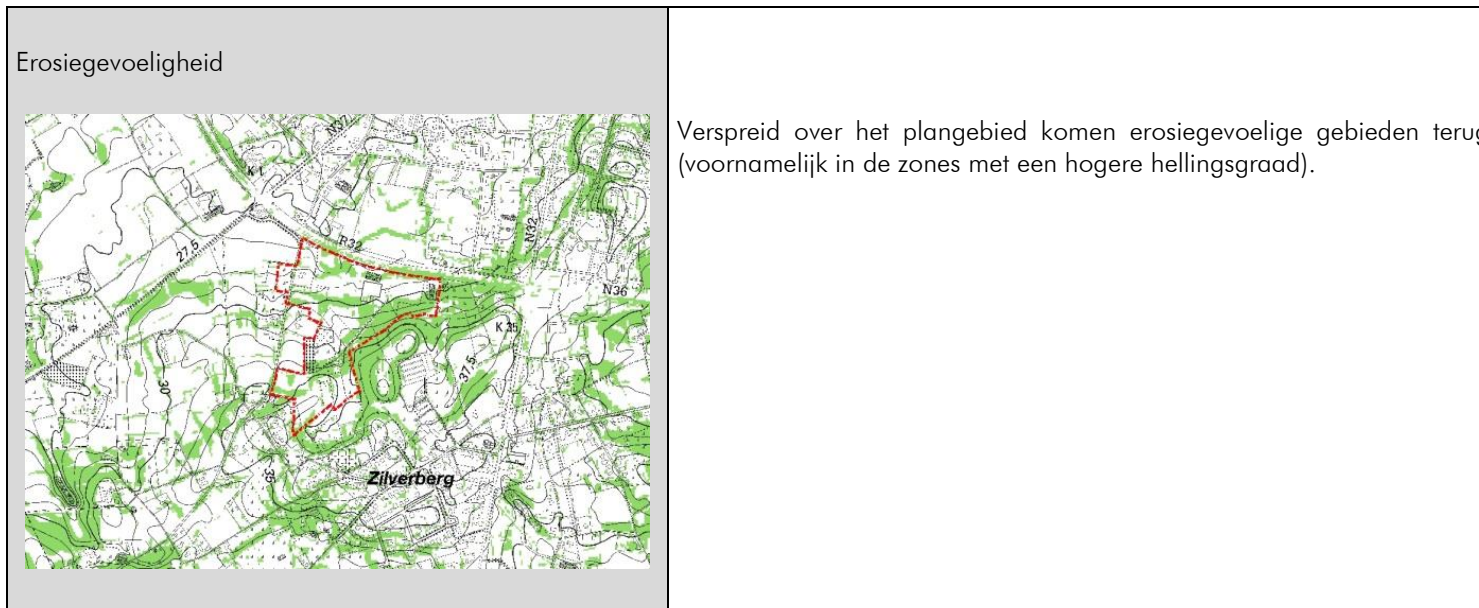 Erosiegevoeligheid
Verspreid over het plangebied komen erosiegevoelige gebieden terug
(voornamelijk in de zones met een hogere hellingsgraad).
N37
K 1
27.5
R32
N32
N36
K 35
37.5
30
35
Zilverberg